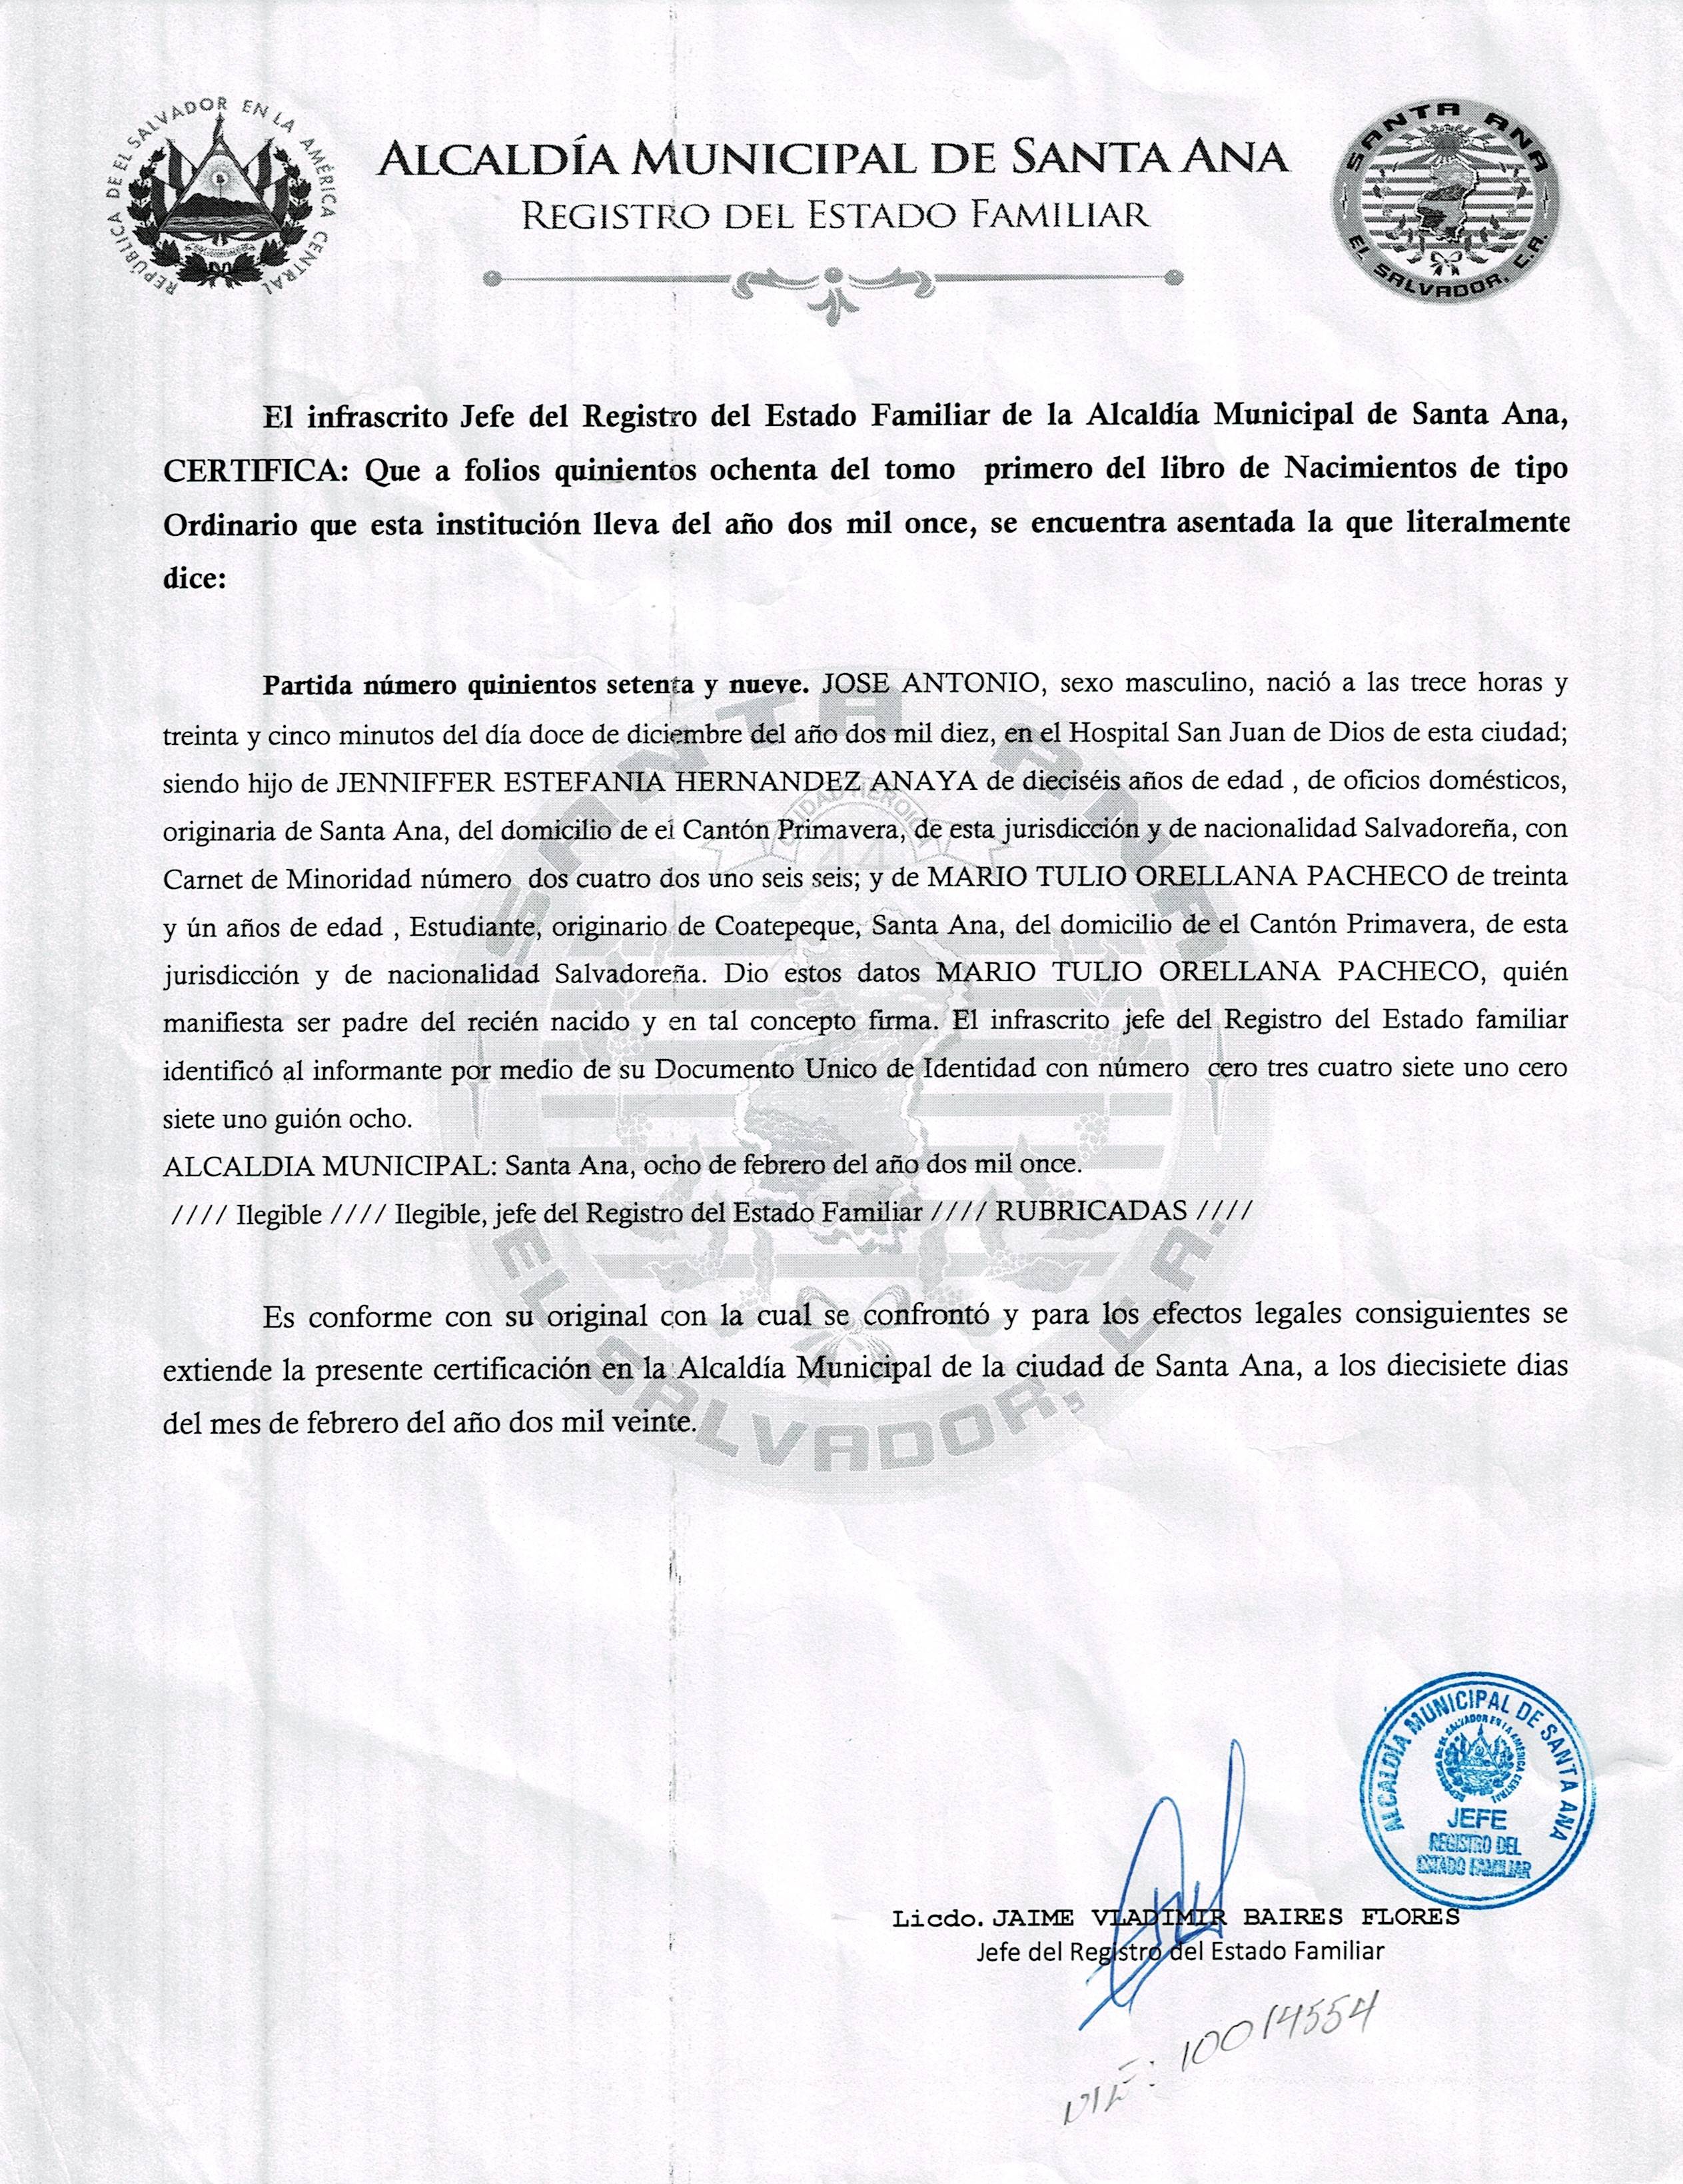 REPÚBLICA DE EL SALVADOR EN LA AMÉRICA CENTRAL
ALCALDÍA MUNICIPAL DE SANTA ANA
REGISTRO DEL ESTADO FAMILIAR
SANTA ANA
EL SALVADOR, C.A.
El infrascrito Jefe del Registro del Estado Familiar de la Alcaldía Municipal de Santa Ana,
CERTIFICA: Que a folios quinientos ochenta del tomo primero del libro de Nacimientos de tipo
Ordinario que esta institución lleva del año dos mil once, se encuentra asentada la que literalmente
dice:
Partida número quinientos setenta y nueve. JOSE ANTONIO, sexo masculino, nació a las trece horas y
treinta y cinco minutos del día doce de diciembre del año dos mil diez, en el Hospital San Juan de Dios de esta ciudad;
siendo hijo de JENNIFFER ESTEFANIA HERNANDEZ ANAYA de dieciséis años de edad , de oficios domésticos,
originaria de Santa Ana, del domicilio de el Cantón Primavera, de esta jurisdicción y de nacionalidad Salvadoreña, con
Carnet de Minoridad número dos cuatro dos uno seis seis; y de MARIO TULIO ORELLANA PACHECO de treinta
y ún años de edad , Estudiante, originario de Coatepeque, Santa Ana, del domicilio de el Cantón Primavera, de esta
jurisdicción y de nacionalidad Salvadoreña. Dio estos datos MARIO TULIO ORELLANA PACHECO, quién
manifiesta ser padre del recién nacido y en tal concepto firma. El infrascrito jefe del Registro del Estado familiar
identificó al informante por medio de su Documento Unico de Identidad con número cero tres cuatro siete uno cero
siete uno guión ocho.
ALCALDIA MUNICIPAL: Santa Ana, ocho de febrero del año dos mil once.
//// Ilegible //// Ilegible, jefe del Registro del Estado Familiar //// RUBRICADAS ////
Es conforme con su original con la cual se confrontó y para los efectos legales consiguientes se
extiende la presente certificación en la Alcaldía Municipal de la ciudad de Santa Ana, a los diecisiete dias
del mes de febrero del año dos mil veinte.
SANTA ANA
CIUDAD HEROICA
44
EL SALVADOR, C.A.
ALCALDÍA MUNICIPAL DE SANTA ANA
JEFE
REGISTRO DEL
ESTADO FAMILIAR
Licdo. JAIME VLADIMIR BAIRES FLORES
Jefe del Registro del Estado Familiar
: 10014554